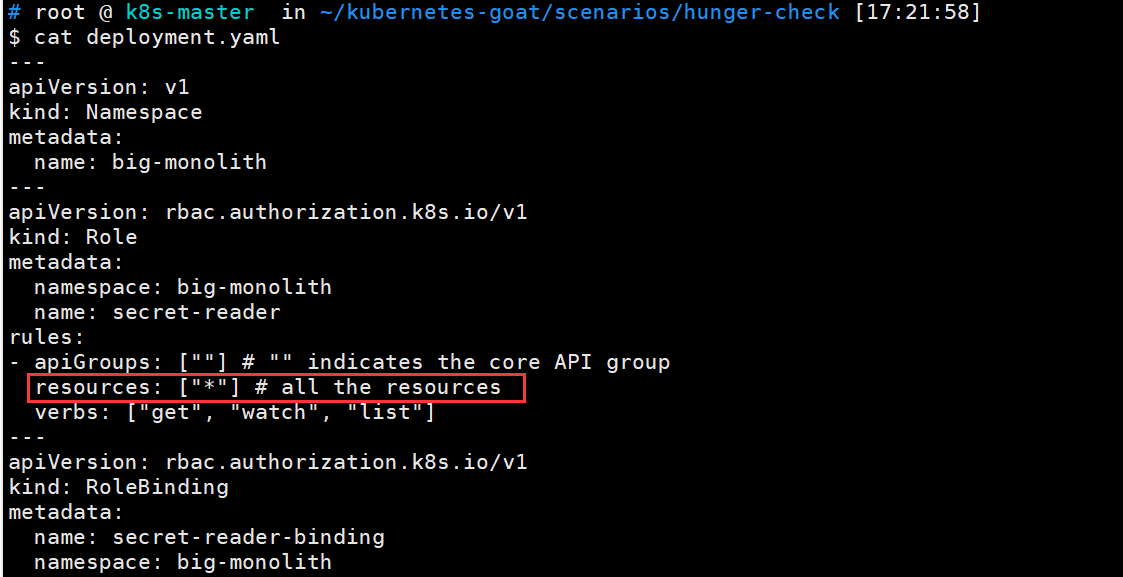 # root @ k8s-master  in ~/kubernetes-goat/scenarios/hunger-check [17:21:58]
$ cat deployment.yaml
---
apiVersion: v1
kind: Namespace
metadata:
  name: big-monolith
---
apiVersion: rbac.authorization.k8s.io/v1
kind: Role
metadata:
  namespace: big-monolith
  name: secret-reader
rules:
- apiGroups: [""] # "" indicates the core API group
  resources: ["*"] # all the resources
  verbs: ["get", "watch", "list"]
---
apiVersion: rbac.authorization.k8s.io/v1
kind: RoleBinding
metadata:
  name: secret-reader-binding
  namespace: big-monolith